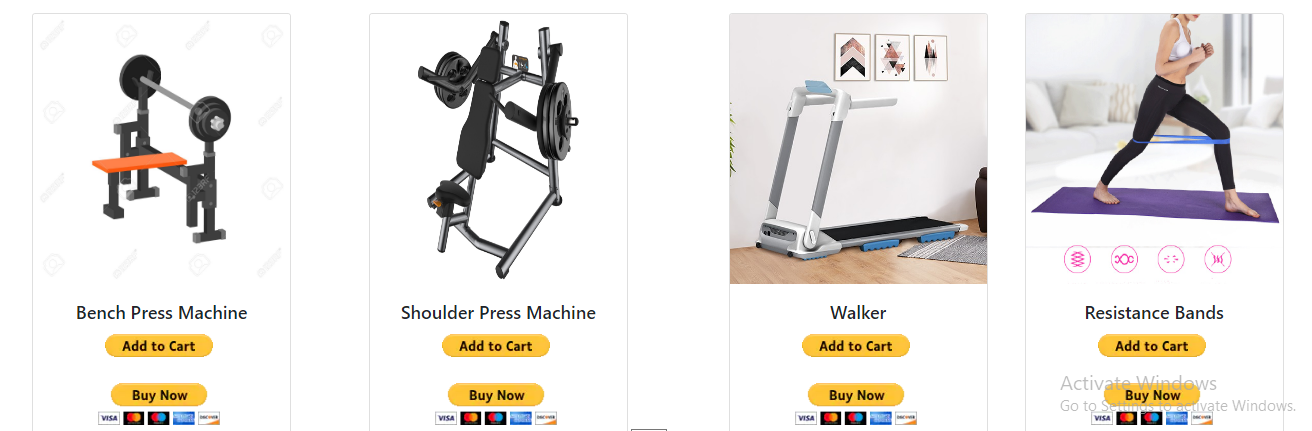 Bench Press Machine
Add to Cart
Buy Now
VISA
DISCOVER
Shoulder Press Machine
Add to Cart
Buy Now
VISA
DISCOVER
Walker
Add to Cart
Buy Now
VISA
DISCOVER
Resistance Bands
Add to Cart
Buy Now
VISA
DISCOVER
Activate Windows
Go to Settings to activate Windows.